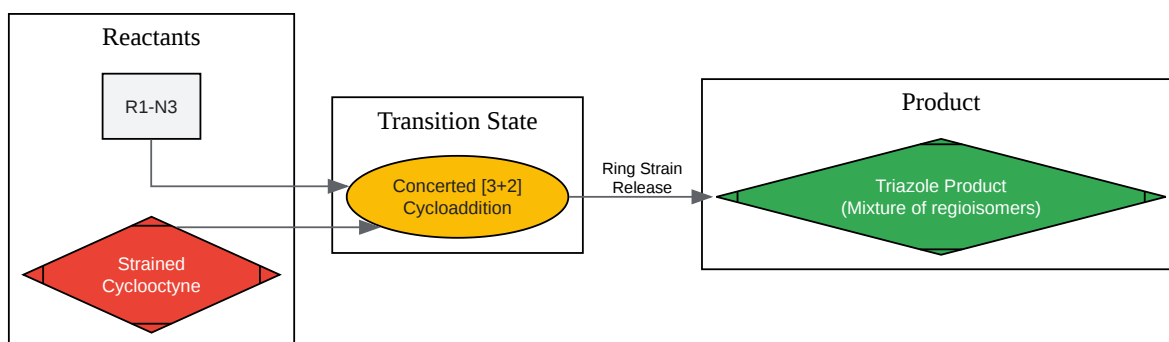 Reactants
R1-N3
Strained
Cyclooctyne
Transition State
Concerted [3+2]
Cycloaddition
Ring Strain
Release
Product
Triazole Product
(Mixture of regioisomers)